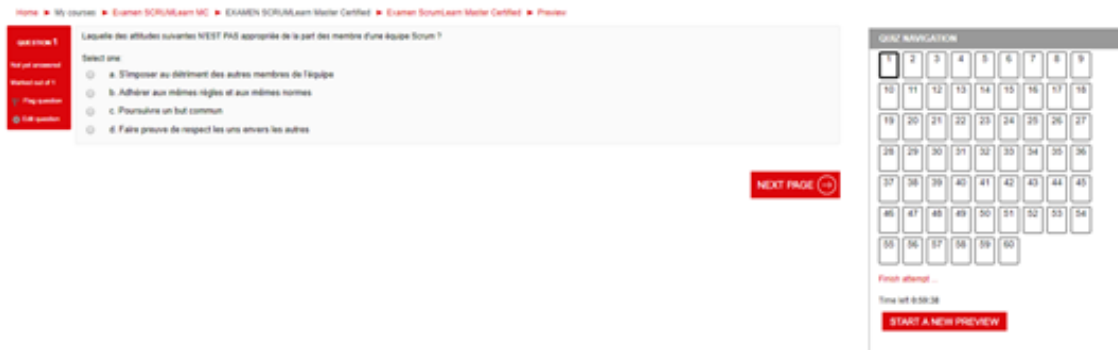 Home ► My courses ► Examen SCRUMLearn MC ► EXAMEN SCRUMLearn Master Certified ► Examen ScrumLearn Master Certified ► Preview
QUESTION 1
Not yet answered
Marked out of 1
Flag question
Edit question
Laquelle des attitudes suivantes N'EST PAS appropriée de la part des membre d'une équipe Scrum ?
Select one:
a. S'imposer au détriment des autres membres de l'équipe
b. Adhérer aux mêmes règles et aux mêmes normes
c. Poursuivre un but commun
d. Faire preuve de respect les uns envers les autres
NEXT PAGE
QUIZ NAVIGATION
1 2 3 4 5 6 7 8 9
10 11 12 13 14 15 16 17 18
19 20 21 22 23 24 25 26 27
28 29 30 31 32 33 34 35 36
37 38 39 40 41 42 43 44 45
46 47 48 49 50 51 52 53 54
55 56 57 58 59 60
Finish attempt ...
Time left 0:59:38
START A NEW PREVIEW